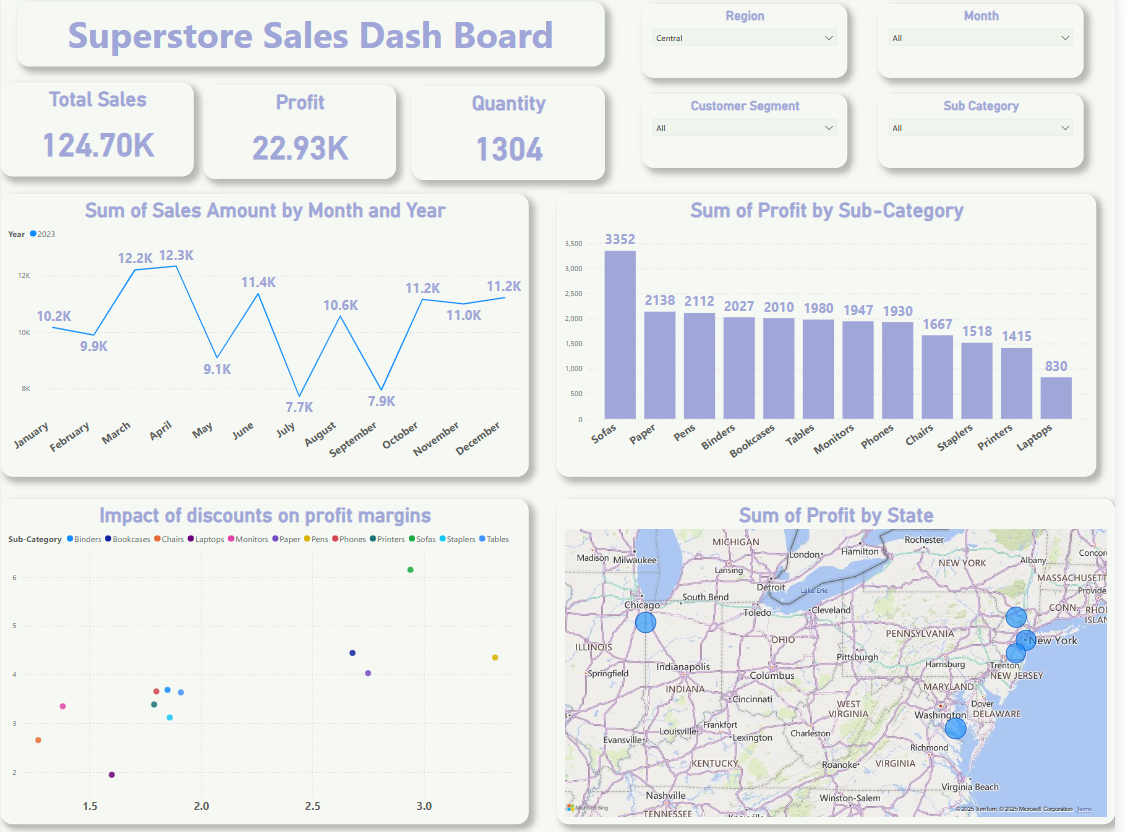 Superstore Sales Dash Board
Region
Central
Month
All
Total Sales
124.70K
Profit
22.93K
Quantity
1304
Customer Segment
All
Sub Category
All
Sum of Sales Amount by Month and Year
Year 2023
12.2K 12.3K
12K
11.4K
11.2K 11.2K
10.6K
11.0K
10.2K
10K
9.9K
9.1K
8K
7.7K
7.9K
January February March April May June July August September October November December
Sum of Profit by Sub-Category
3,500
3,000
2,500
2,000
1,500
1,000
500
0
3352 2138 2112 2027 2010 1980 1947 1930 1667 1518 1415 830
Sofas Paper Pens Binders Bookcases Tables Monitors Phones Chairs Staplers Printers Laptops
Impact of discounts on profit margins
Sub-Category Binders Bookcases Chairs Laptops Monitors Paper Pens Phones Printers Sofas Staplers Tables
6
5
4
3
2
1.5 2.0 2.5 3.0
Sum of Profit by State
Rochester
MICHIGAN London Hamilton
Madison Milwaukee NEW YORK Albany Concor
Lansing
Detroit MASSACHUSETT
Chicago South Bend Lake Erie Provide
Toledo Cleveland CONN. RHO
ISLAN
OHIO PENNSYLVANIA New York
ILLINOIS Pittsburgh
Indianapolis Harrisburg Trenton
Springfield Columbus NEW JERSEY
INDIANA MARYLAND
Cincinnati Dover
WEST Washington DELAWARE
VIRGINIA
Frankfort Charleston
Evansville Louisville Lexington Richmond
KENTUCKY Roanoke VIRGINIA
Virginia Beach
Nashville Winston-Salem
TENNESSEE
Microsoft Bing
© 2025 TomTom, © 2025 Microsoft Corporation Terms